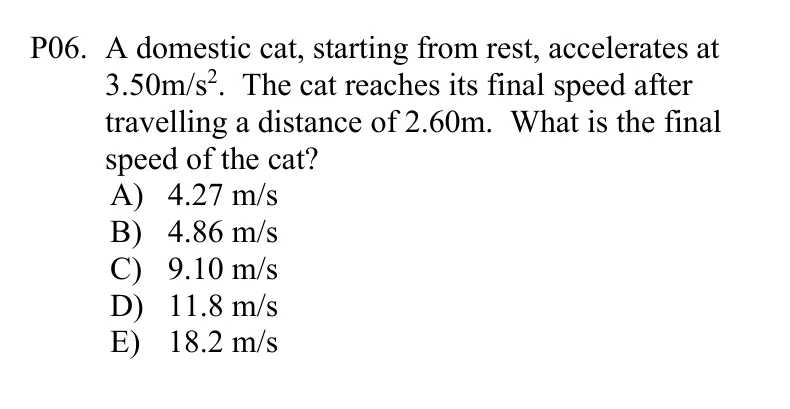 P06. A domestic cat, starting from rest, accelerates at
3.50m/s². The cat reaches its final speed after
travelling a distance of 2.60m. What is the final
speed of the cat?
A) 4.27 m/s
B) 4.86 m/s
C) 9.10 m/s
D) 11.8 m/s
E) 18.2 m/s